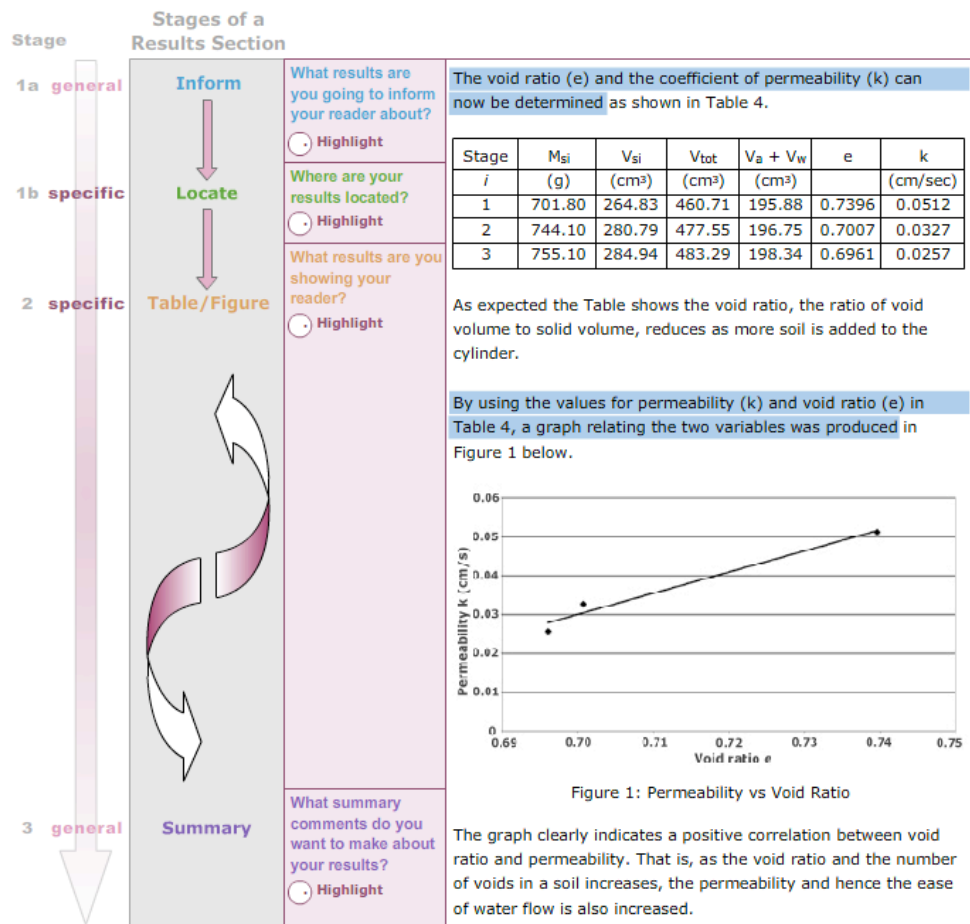 Stage
Stages of a
Results Section
1a general
Inform
What results are
you going to inform
your reader about?
Highlight
1b specific
Locate
Where are your
results located?
Highlight
2 specific
Table/Figure
What results are you
showing your
reader?
Highlight
3 general
Summary
What summary
comments do you
want to make about
your results?
Highlight
The void ratio (e) and the coefficient of permeability (k) can
now be determined as shown in Table 4.
Stage Msi Vsi Vtot Va + Vw e k
i (g) (cm³) (cm³) (cm³) (cm/sec)
1 701.80 264.83 460.71 195.88 0.7396 0.0512
2 744.10 280.79 477.55 196.75 0.7007 0.0327
3 755.10 284.94 483.29 198.34 0.6961 0.0257
As expected the Table shows the void ratio, the ratio of void
volume to solid volume, reduces as more soil is added to the
cylinder.
By using the values for permeability (k) and void ratio (e) in
Table 4, a graph relating the two variables was produced in
Figure 1 below.
Permeability k (cm/s)
0.06
0.05
0.04
0.03
0.02
0.01
0
0.69 0.70 0.71 0.72 0.73 0.74 0.75
Void ratio e
Figure 1: Permeability vs Void Ratio
The graph clearly indicates a positive correlation between void
ratio and permeability. That is, as the void ratio and the number
of voids in a soil increases, the permeability and hence the ease
of water flow is also increased.